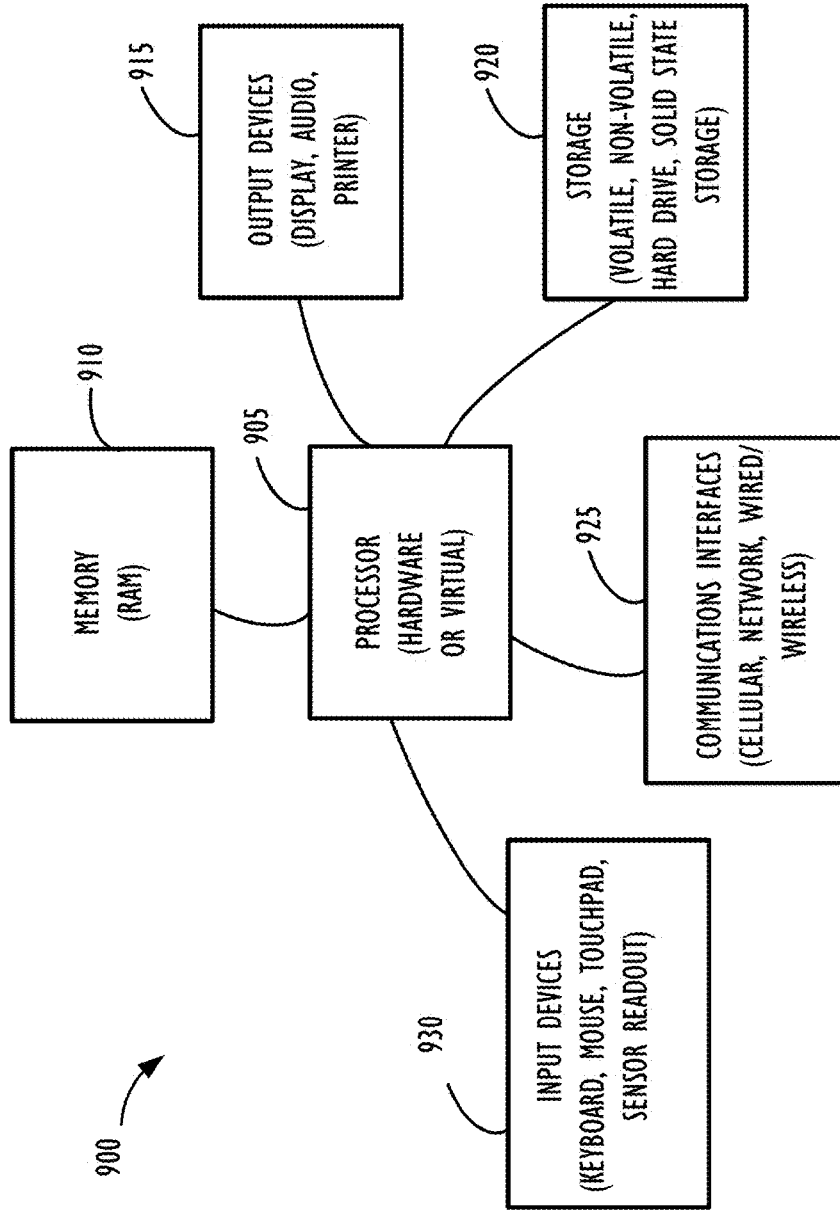 900
MEMORY
(RAM)
910
PROCESSOR
(HARDWARE
OR VIRTUAL)
905
OUTPUT DEVICES
(DISPLAY, AUDIO,
PRINTER)
915
STORAGE
(VOLATILE, NON-VOLATILE,
HARD DRIVE, SOLID STATE
STORAGE)
920
COMMUNICATIONS INTERFACES
(CELLULAR, NETWORK, WIRED/
WIRELESS)
925
INPUT DEVICES
(KEYBOARD, MOUSE, TOUCHPAD,
SENSOR READOUT)
930